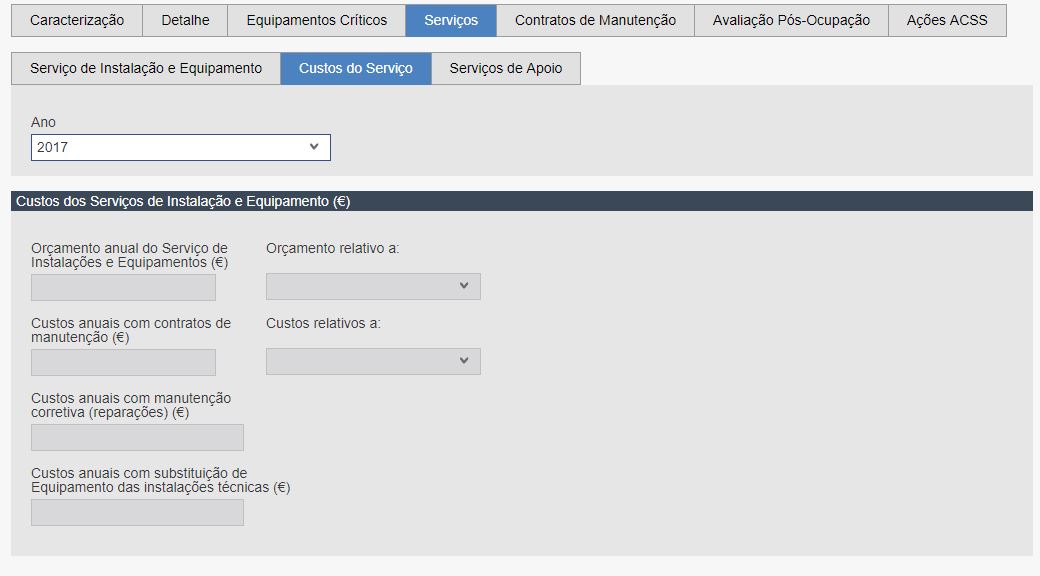 Caracterização Detalhe Equipamentos Críticos Serviços Contratos de Manutenção Avaliação Pós-Ocupação Ações ACSS
Serviço de Instalação e Equipamento Custos do Serviço Serviços de Apoio
Ano
2017
Custos dos Serviços de Instalação e Equipamento (€)
Orçamento anual do Serviço de
Instalações e Equipamentos (€)
Orçamento relativo a:
Custos anuais com contratos de
manutenção (€)
Custos relativos a:
Custos anuais com manutenção
corretiva (reparações) (€)
Custos anuais com substituição de
Equipamento das instalações técnicas (€)